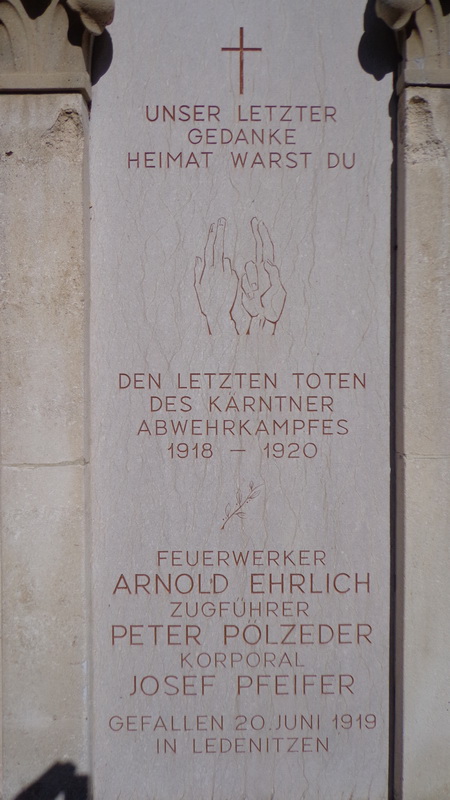 UNSER LETZTER
GEDANKE
HEIMAT WARST DU
DEN LETZTEN TOTEN
DES KÄRNTNER
ABWEHRKAMPFES
1918 – 1920
FEUERWERKER
ARNOLD EHRLICH
ZUGFÜHRER
PETER PÖLZEDER
KORPORAL
JOSEF PFEIFER
GEFALLEN 20. JUNI 1919
IN LEDENITZEN